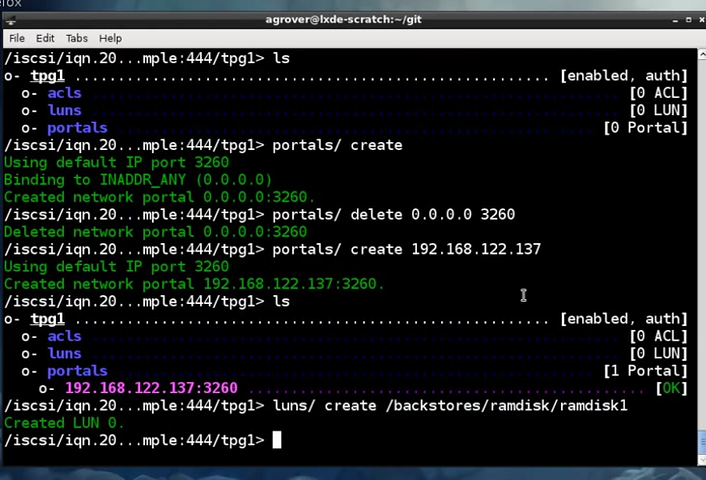 agrover@lxde-scratch:~/git
File Edit Tabs Help
/iscsi/iqn.20...mple:444/tpg1> ls
o- tpg1 ...................................................... [enabled, auth]
o- acls ................................................................ [0 ACL]
o- luns ................................................................ [0 LUN]
o- portals .......................................................... [0 Portal]
/iscsi/iqn.20...mple:444/tpg1> portals/ create
Using default IP port 3260
Binding to INADDR_ANY (0.0.0.0)
Created network portal 0.0.0.0:3260.
/iscsi/iqn.20...mple:444/tpg1> portals/ delete 0.0.0.0 3260
Deleted network portal 0.0.0.0:3260
/iscsi/iqn.20...mple:444/tpg1> portals/ create 192.168.122.137
Using default IP port 3260
Created network portal 192.168.122.137:3260.
/iscsi/iqn.20...mple:444/tpg1> ls
o- tpg1 ...................................................... [enabled, auth]
o- acls ................................................................ [0 ACL]
o- luns ................................................................ [0 LUN]
o- portals .......................................................... [1 Portal]
o- 192.168.122.137:3260 .............................................. [OK]
/iscsi/iqn.20...mple:444/tpg1> luns/ create /backstores/ramdisk/ramdisk1
Created LUN 0.
/iscsi/iqn.20...mple:444/tpg1>